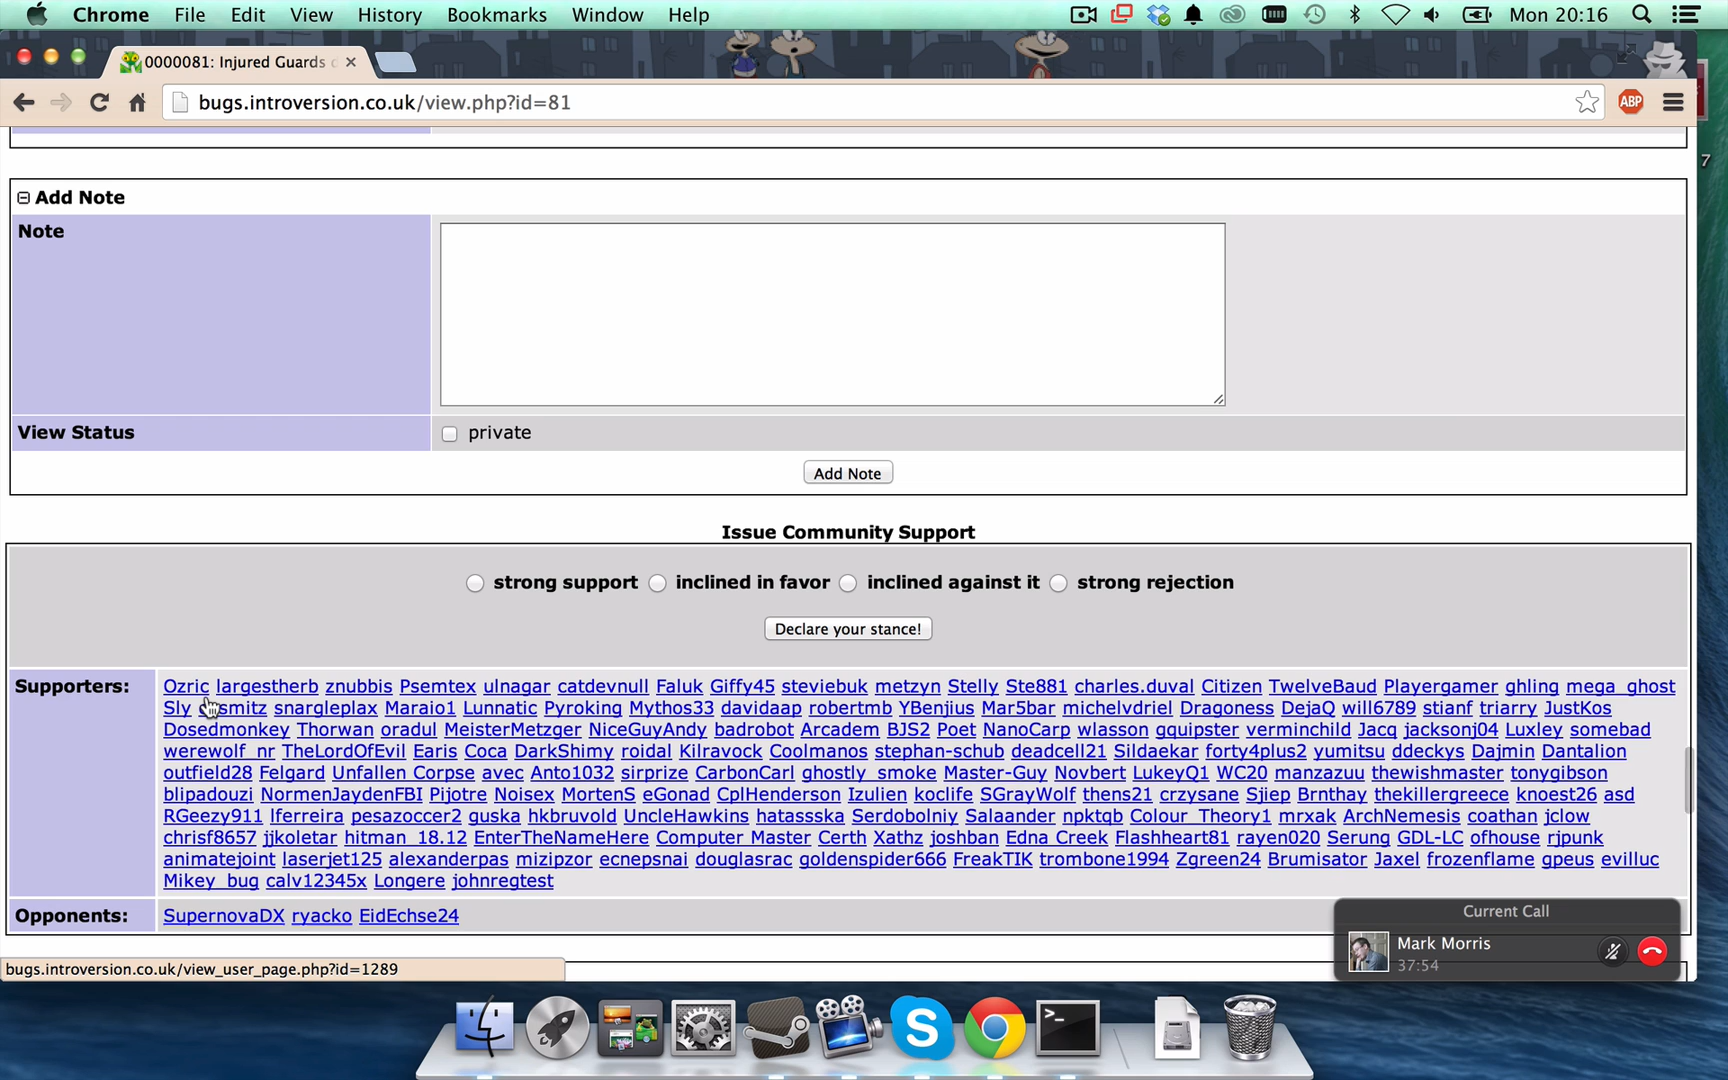 Chrome File Edit View History Bookmarks Window Help Mon 20:16
0000081: Injured Guards
ABP
bugs.introversion.co.uk/view.php?id=81
7
Add Note
Note
View Status private
Add Note
Issue Community Support
strong support inclined in favor inclined against it strong rejection
Declare your stance!
Supporters: Ozric largestherb znubbis Psemtex ulnagar catdevnull Faluk Giffy45 steviebuk metzyn Stelly Ste881 charles.duval Citizen TwelveBaud Playergamer ghling mega_ghost
Sly snargleplax Maraio1 Lunnatic Pyroking Mythos33 davidaap robertmb YBenjius Mar5bar michelvdriel Dragoness DejaQ will6789 stianf triarry JustKos
Dosedmonkey Thorwan oradul MeisterMetzger NiceGuyAndy badrobot Arcadem BJS2 Poet NanoCarp wlasson gquipster verminchild Jacq jacksonj04 Luxley somebad
werewolf_nr TheLordOfEvil Earis Coca DarkShimy roidal Kilravock Coolmanos stephan-schub deadcell21 Sildaekar forty4plus2 yumitsu ddeckys Dajmin Dantalion
outfield28 Felgard Unfallen_Corpse avec Anto1032 sirprize CarbonCarl ghostly_smoke Master-Guy Novbert LukeyQ1 WC20 manzazuu thewishmaster tonygibson
blipadouzi NormenJaydenFBI Pijotre Noisex MortenS eGonad CplHenderson Izulien koclife SGrayWolf thens21 crzysane Sjiep Brnthay thekillergreece knoest26 asd
RGeezy911 lferreira pesazoccer2 guska hkbruvold UncleHawkins hatassska Serdobolniy Salaander npktqb Colour_Theory1 mrxak ArchNemesis coathan jclow
chrisf8657 jjkoletar hitman_18.12 EnterTheNameHere Computer_Master Certh Xathz joshban Edna_Creek Flashheart81 rayen020 Serung GDL-LC ofhouse rjpunk
animatejoint laserjet125 alexanderpas mizipzor ecnepsnai douglasrac goldenspider666 FreakTIK trombone1994 Zgreen24 Brumisator Jaxel frozenflame gpeus evilluc
Mikey_bug calv12345x Longere johnregtest
Opponents: SupernovaDX ryacko EidEchse24
Current Call
Mark Morris
37:54
bugs.introversion.co.uk/view_user_page.php?id=1289